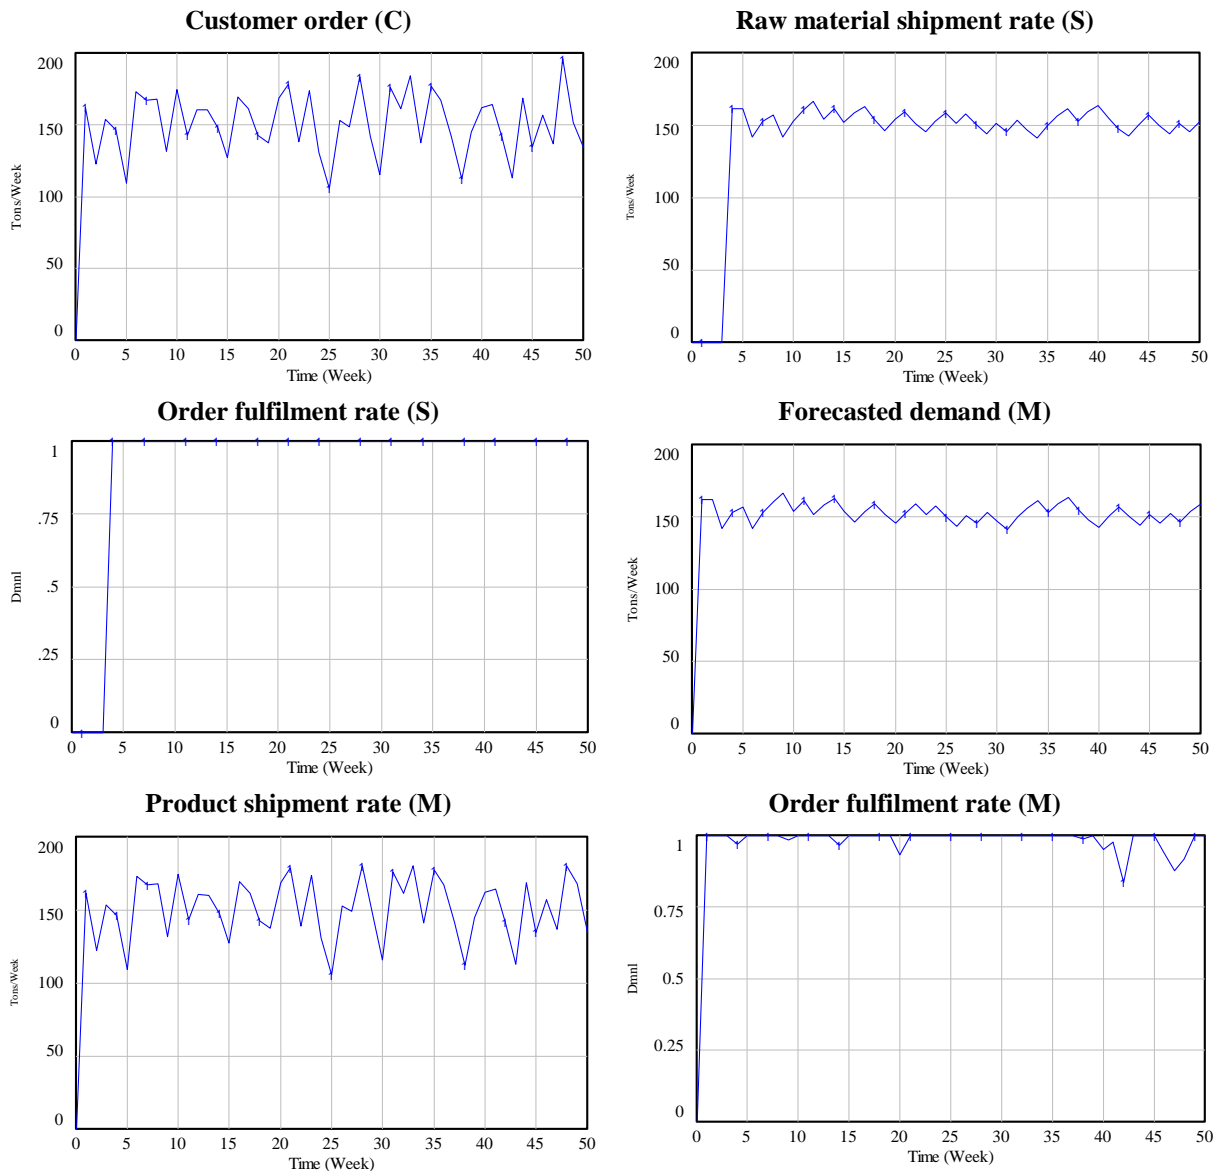 Customer order (C)
200
150
100
50
0
Tons/Week
0 5 10 15 20 25 30 35 40 45 50
Time (Week)
Raw material shipment rate (S)
200
150
100
50
0
Tons/Week
0 5 10 15 20 25 30 35 40 45 50
Time (Week)
Order fulfilment rate (S)
1
.75
.5
.25
0
Dmnl
0 5 10 15 20 25 30 35 40 45 50
Time (Week)
Forecasted demand (M)
200
150
100
50
0
Tons/Week
0 5 10 15 20 25 30 35 40 45 50
Time (Week)
Product shipment rate (M)
200
150
100
50
0
Tons/Week
0 5 10 15 20 25 30 35 40 45 50
Time (Week)
Order fulfilment rate (M)
1
0.75
0.5
0.25
0
Dmnl
0 5 10 15 20 25 30 35 40 45 50
Time (Week)